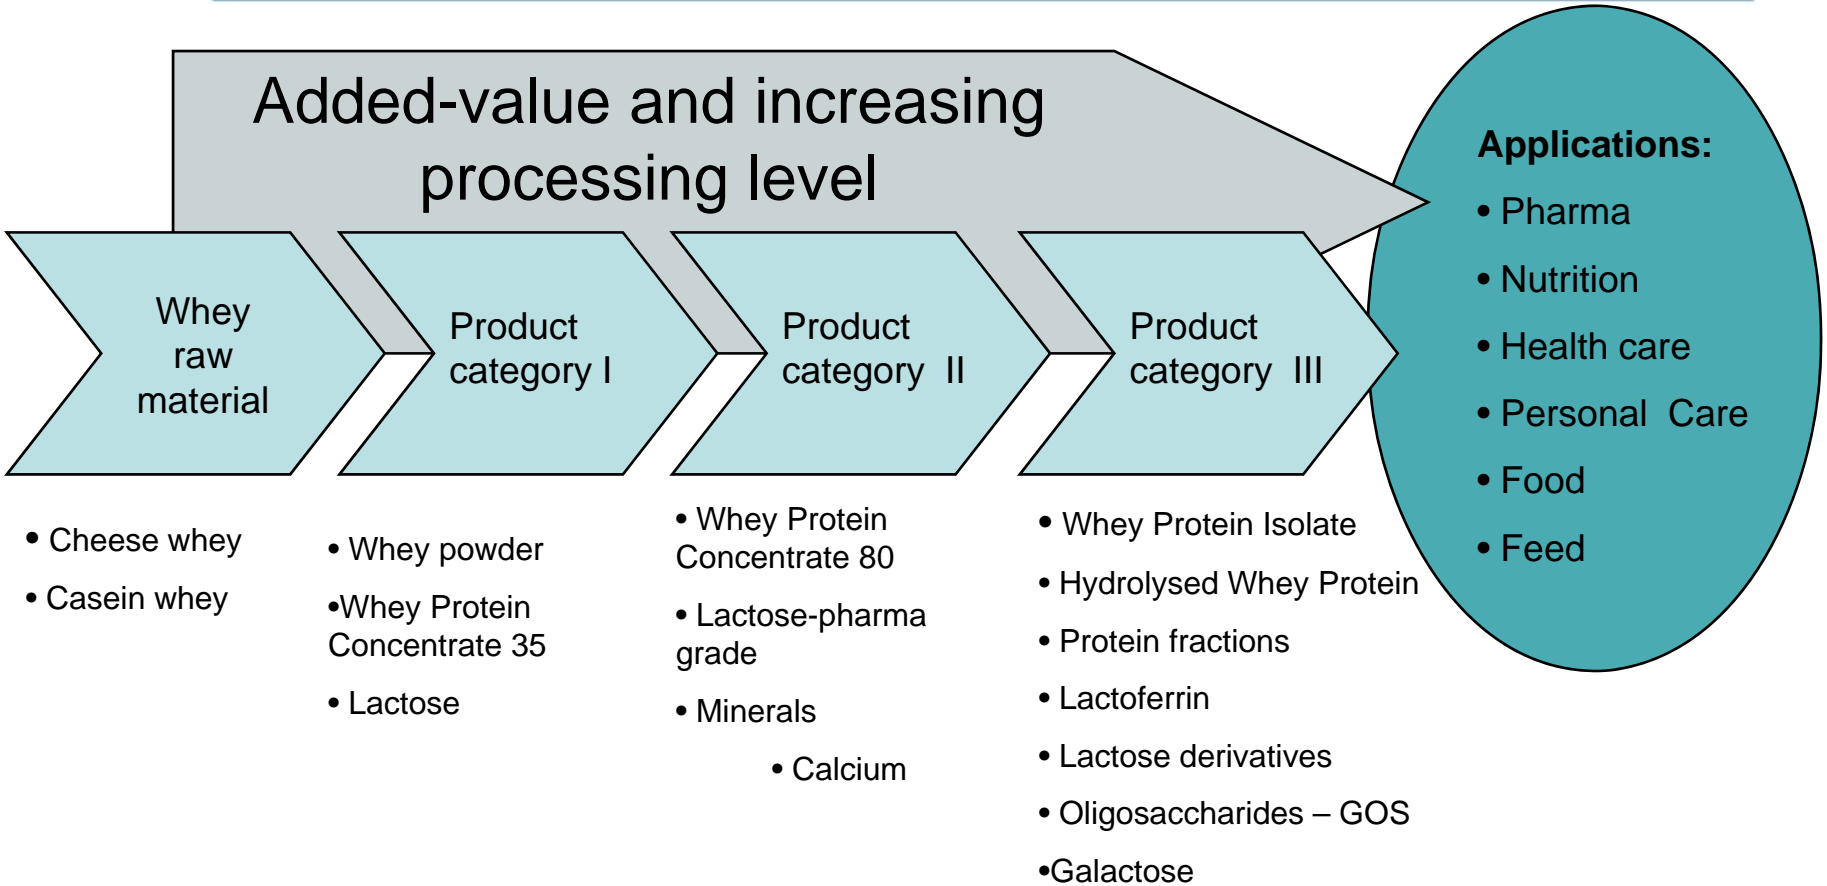 Added-value and increasing
processing level
Whey
raw
material
Product
category I
Product
category  II
Product
category  III
• Cheese whey
• Casein whey
• Whey powder
•Whey Protein
Concentrate 35
• Lactose
• Whey Protein
Concentrate 80
• Lactose-pharma
grade
• Minerals
• Calcium
• Whey Protein Isolate
• Hydrolysed Whey Protein
• Protein fractions
• Lactoferrin
• Lactose derivatives
• Oligosaccharides – GOS
•Galactose
Applications:
• Pharma
• Nutrition
• Health care
• Personal  Care
• Food
• Feed